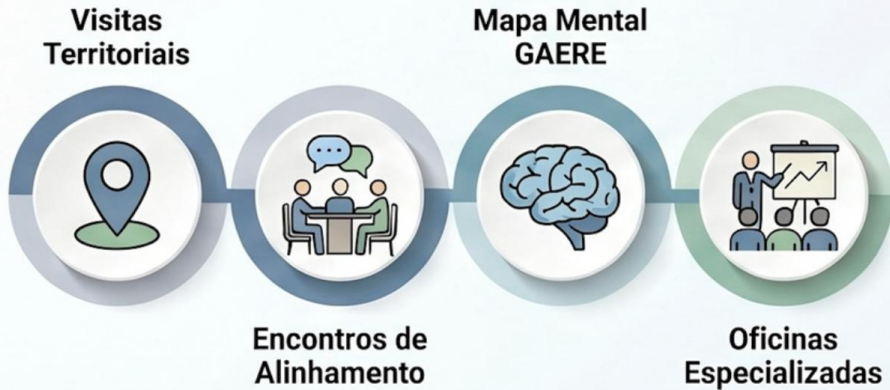 Visitas
Territoriais
Encontros de
Alinhamento
Mapa Mental
GAERE
Oficinas
Especializadas